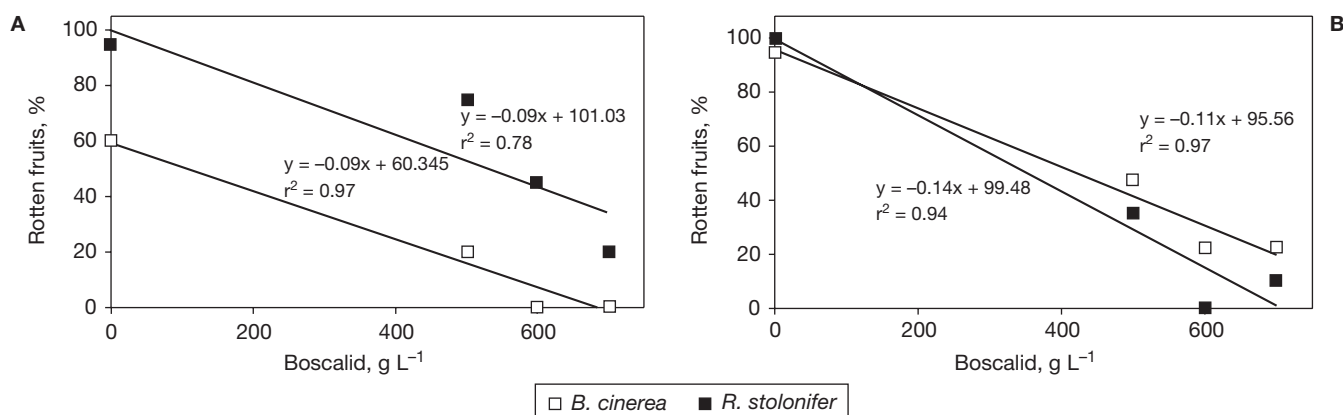 A
Rotten fruits, %
100
80
60
40
20
0
0
200
400
600
Boscalid, g L⁻¹
y = –0.09x + 101.03
r² = 0.78
y = –0.09x + 60.345
r² = 0.97
B
Rotten fruits, %
100
80
60
40
20
0
0
200
400
600
Boscalid, g L⁻¹
y = –0.11x + 95.56
r² = 0.97
y = –0.14x + 99.48
r² = 0.94
B. cinerea
R. stolonifer